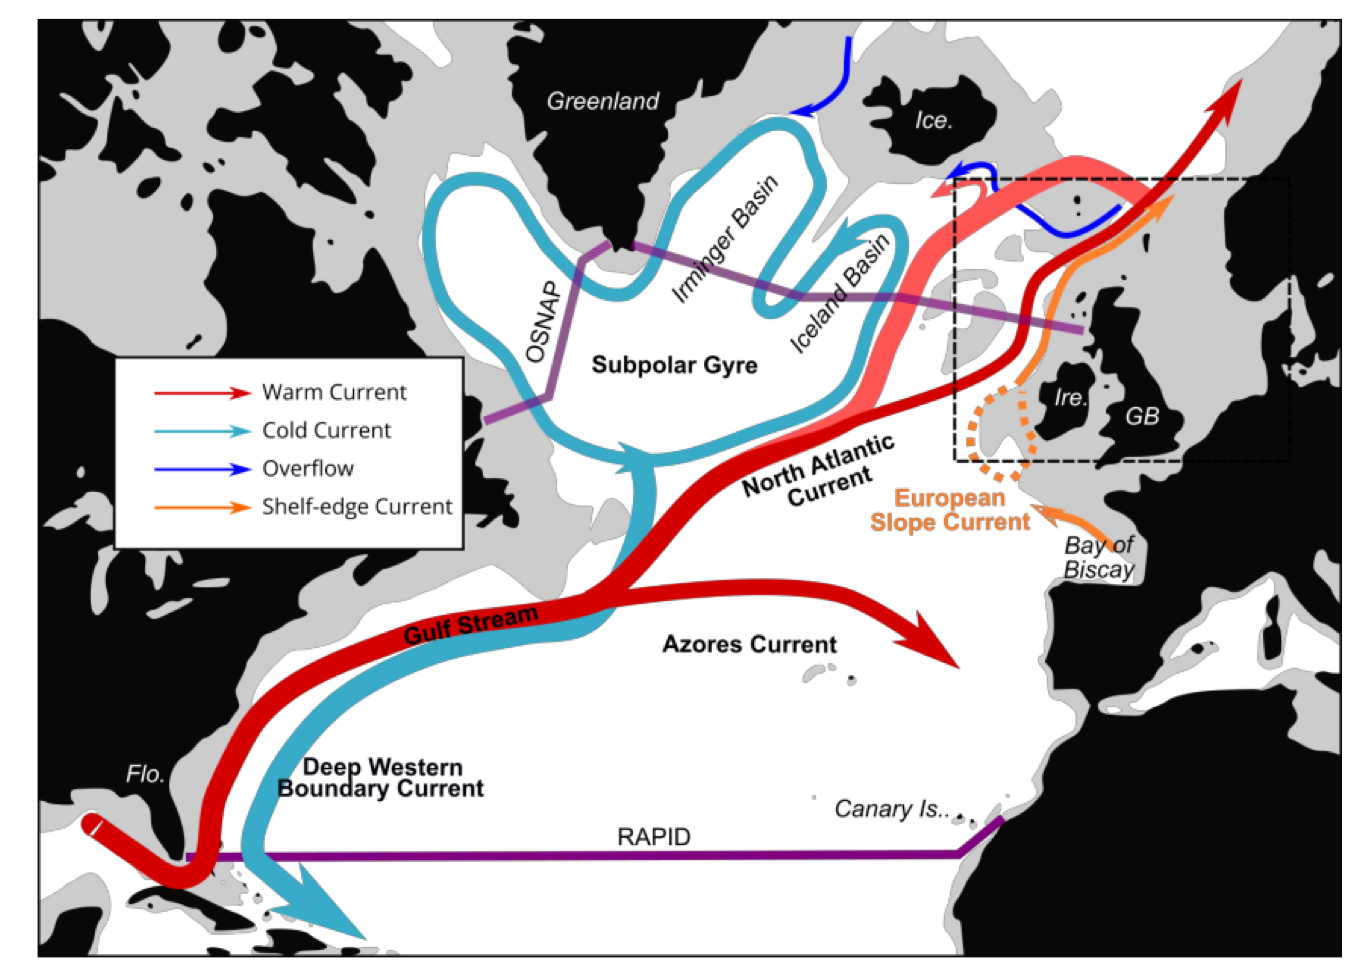 Greenland
Ice.
Irminger Basin
Iceland Basin
OSNAP
Subpolar Gyre
Warm Current
Cold Current
Overflow
Shelf-edge Current
Ire.
GB
North Atlantic
Current
European
Slope Current
Bay of
Biscay
Gulf Stream
Azores Current
Flo.
Deep Western
Boundary Current
Canary Is..
RAPID